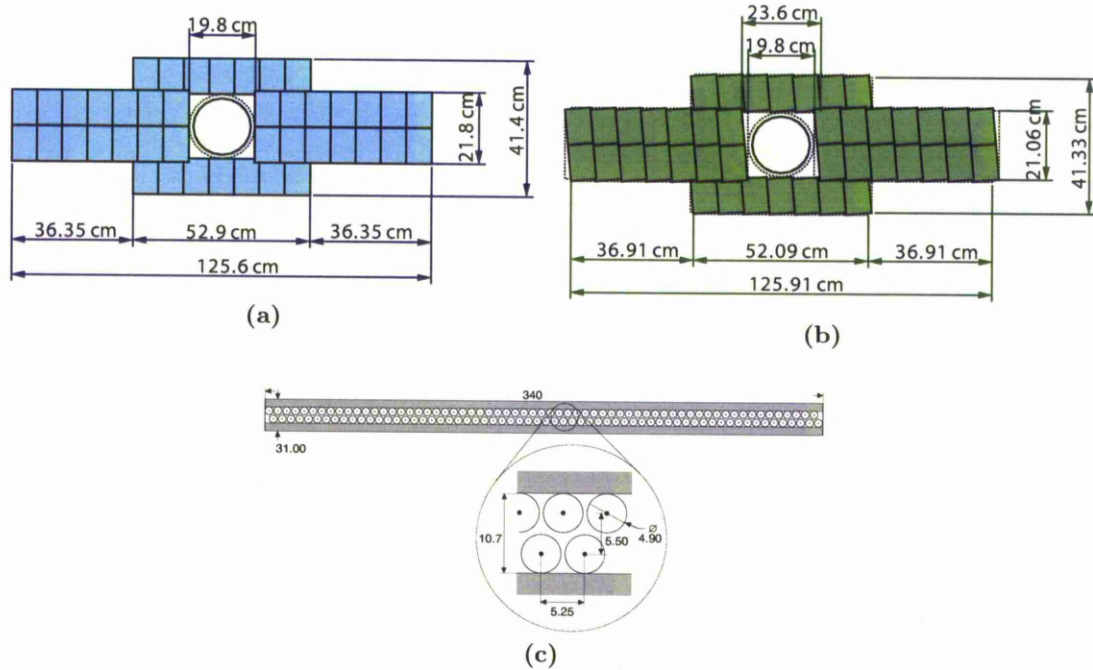 19.8 cm
21.8 cm
41.4 cm
36.35 cm
52.9 cm
36.35 cm
125.6 cm
(a)
23.6 cm
19.8 cm
21.06 cm
41.33 cm
36.91 cm
52.09 cm
36.91 cm
125.91 cm
(b)
340
31.00
10.7
5.50
Ø
4.90
5.25
(c)